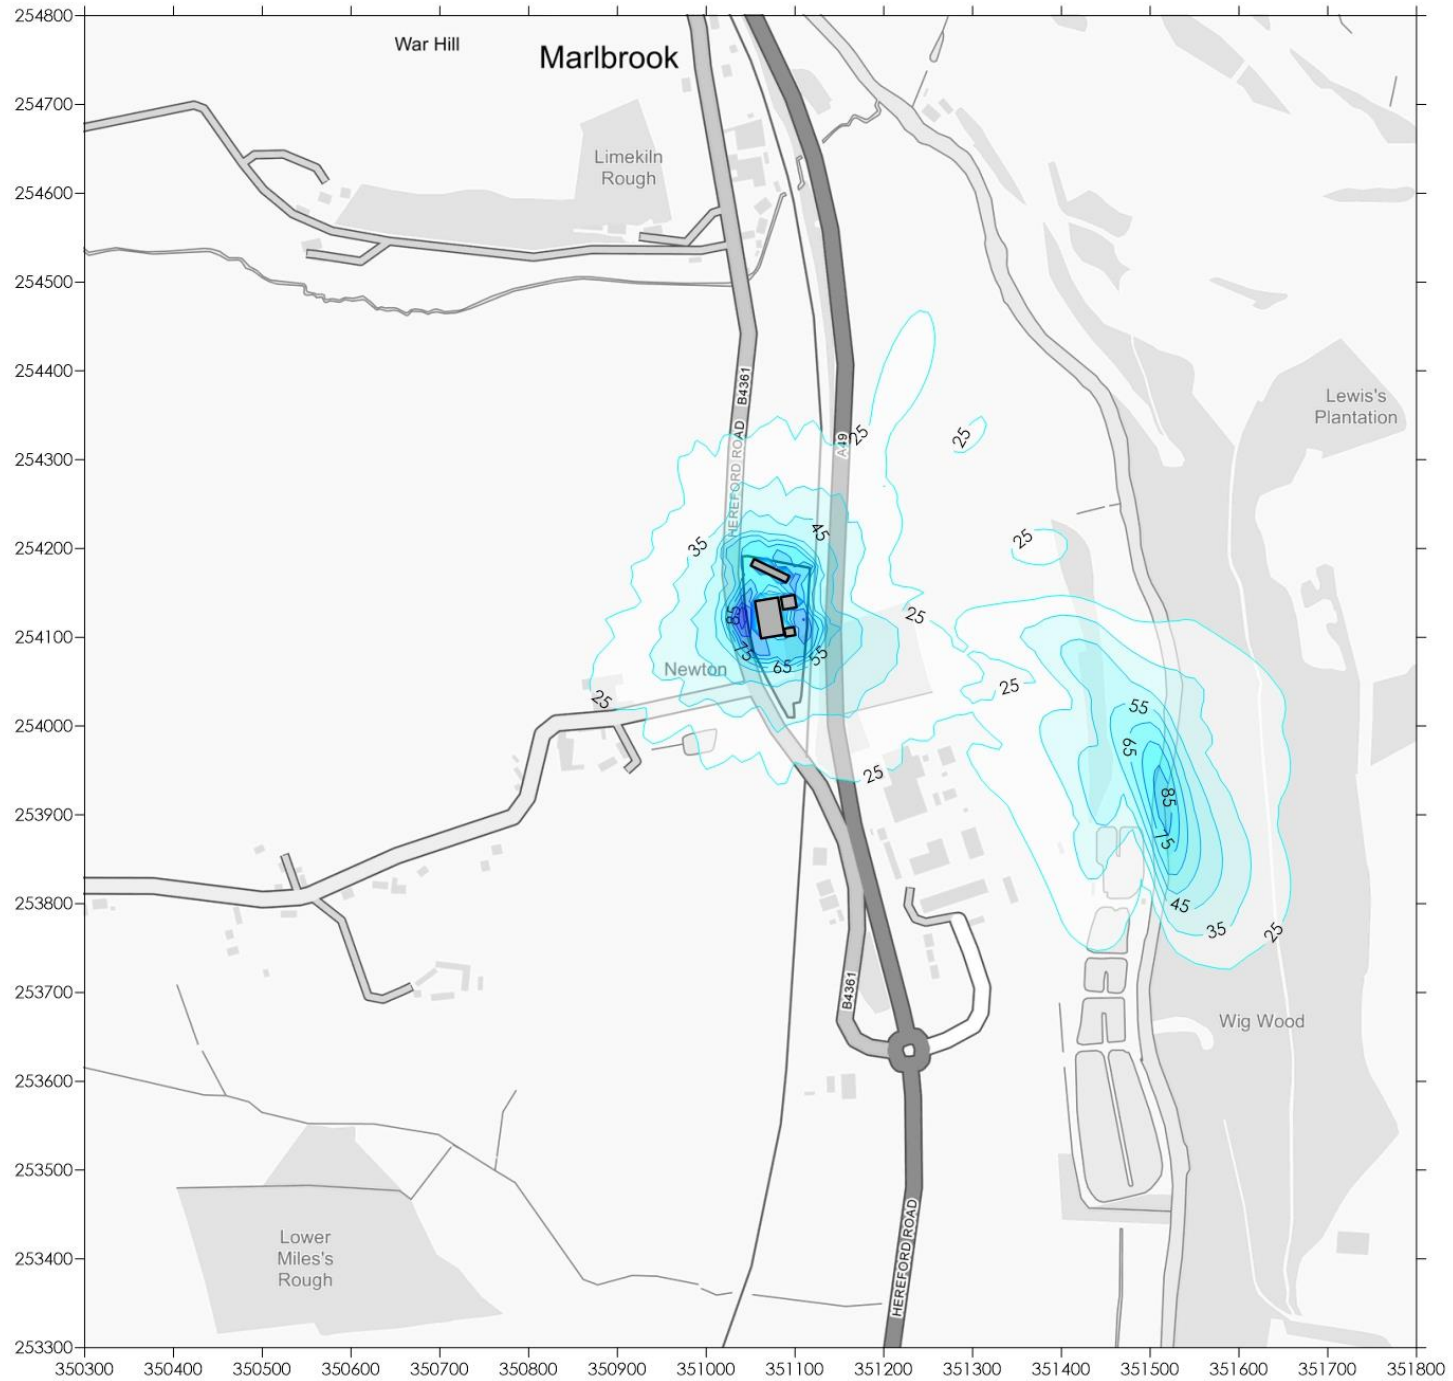 254800
War Hill
Marlbrook
254700
Limekiln
Rough
254600
254500
254400
B4361
Lewis's
Plantation
HEREFORD ROAD
A49
25
25
254300
35
45
254200
25
85
25
254100
75
65
55
Newton
25
25
254000
55
65
25
85
253900
75
253800
45
35
25
B4361
253700
Wig Wood
253600
253500
HEREFORD ROAD
Lower
Miles's
Rough
253400
253300
350300 350400 350500 350600 350700 350800 350900 351000 351100 351200 351300 351400 351500 351600 351700 351800